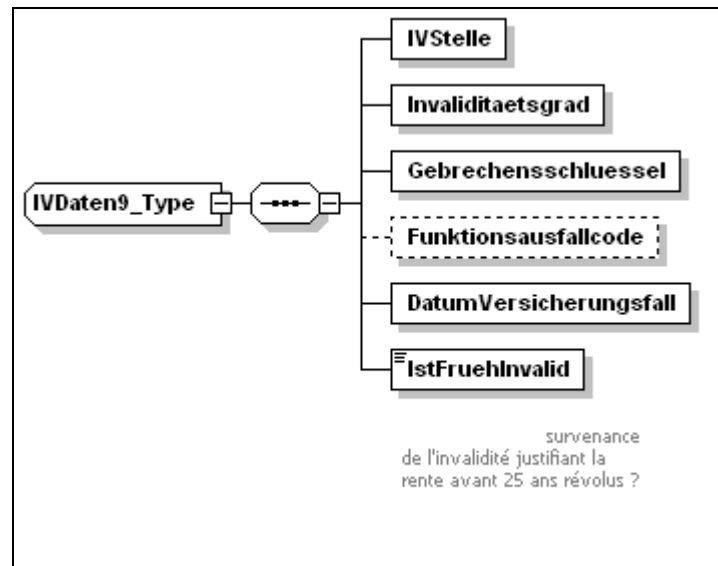 IVStelle
Invaliditaetsgrad
Gebrechensschluessel
IVDaten9_Type
Funktionsausfallcode
DatumVersicherungsfall
IstFruehInvalid
survenance
de l'invalidité justifiant la
rente avant 25 ans révolus ?